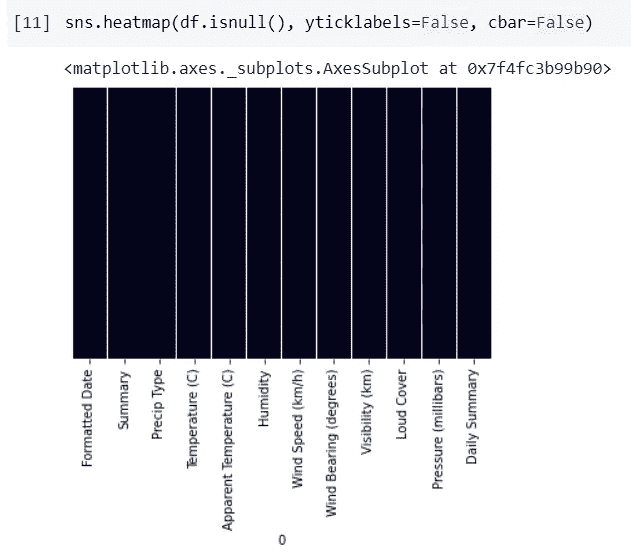 [11] sns.heatmap(df.isnull(), yticklabels=False, cbar=False)
<matplotlib.axes._subplots.AxesSubplot at 0x7f4fc3b99b90>
Formatted Date
Summary
Precip Type
Temperature (C)
Apparent Temperature (C)
Humidity
Wind Speed (km/h)
Wind Bearing (degrees)
Visibility (km)
Loud Cover
Pressure (millibars)
Daily Summary
0